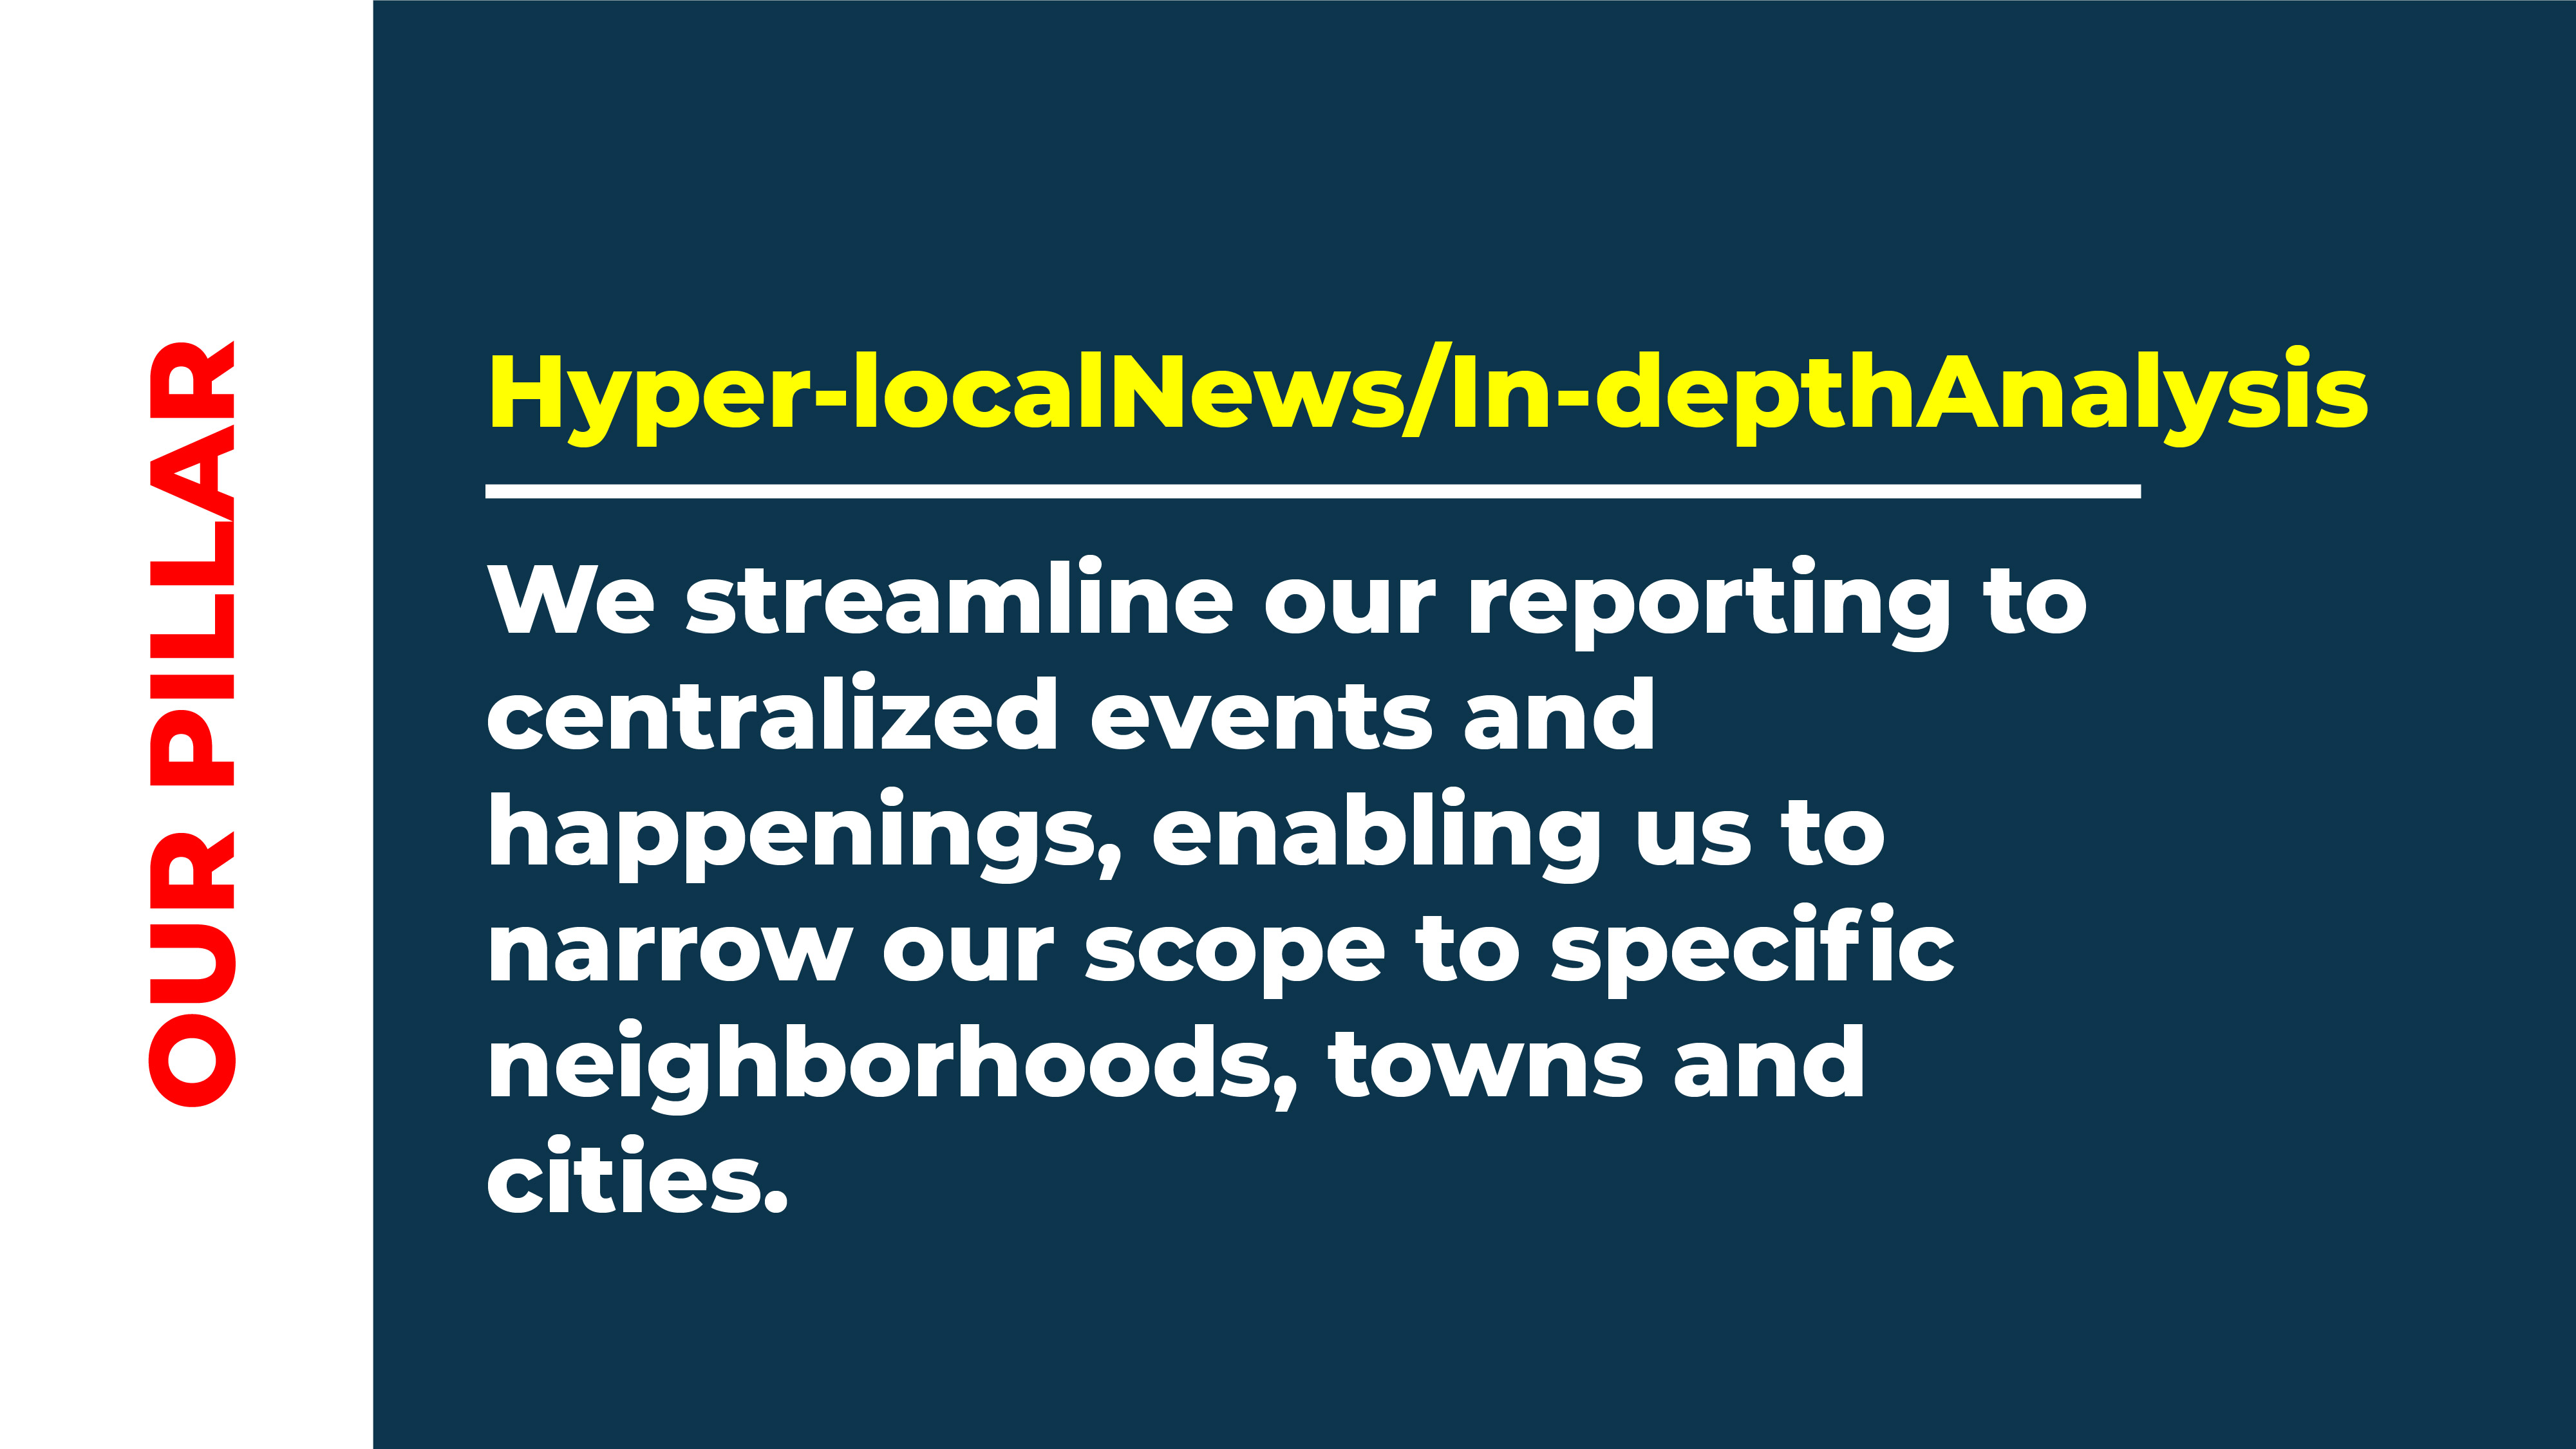 OUR PILLAR
Hyper-localNews/In-depthAnalysis
We streamline our reporting to
centralized events and
happenings, enabling us to
narrow our scope to specific
neighborhoods, towns and
cities.